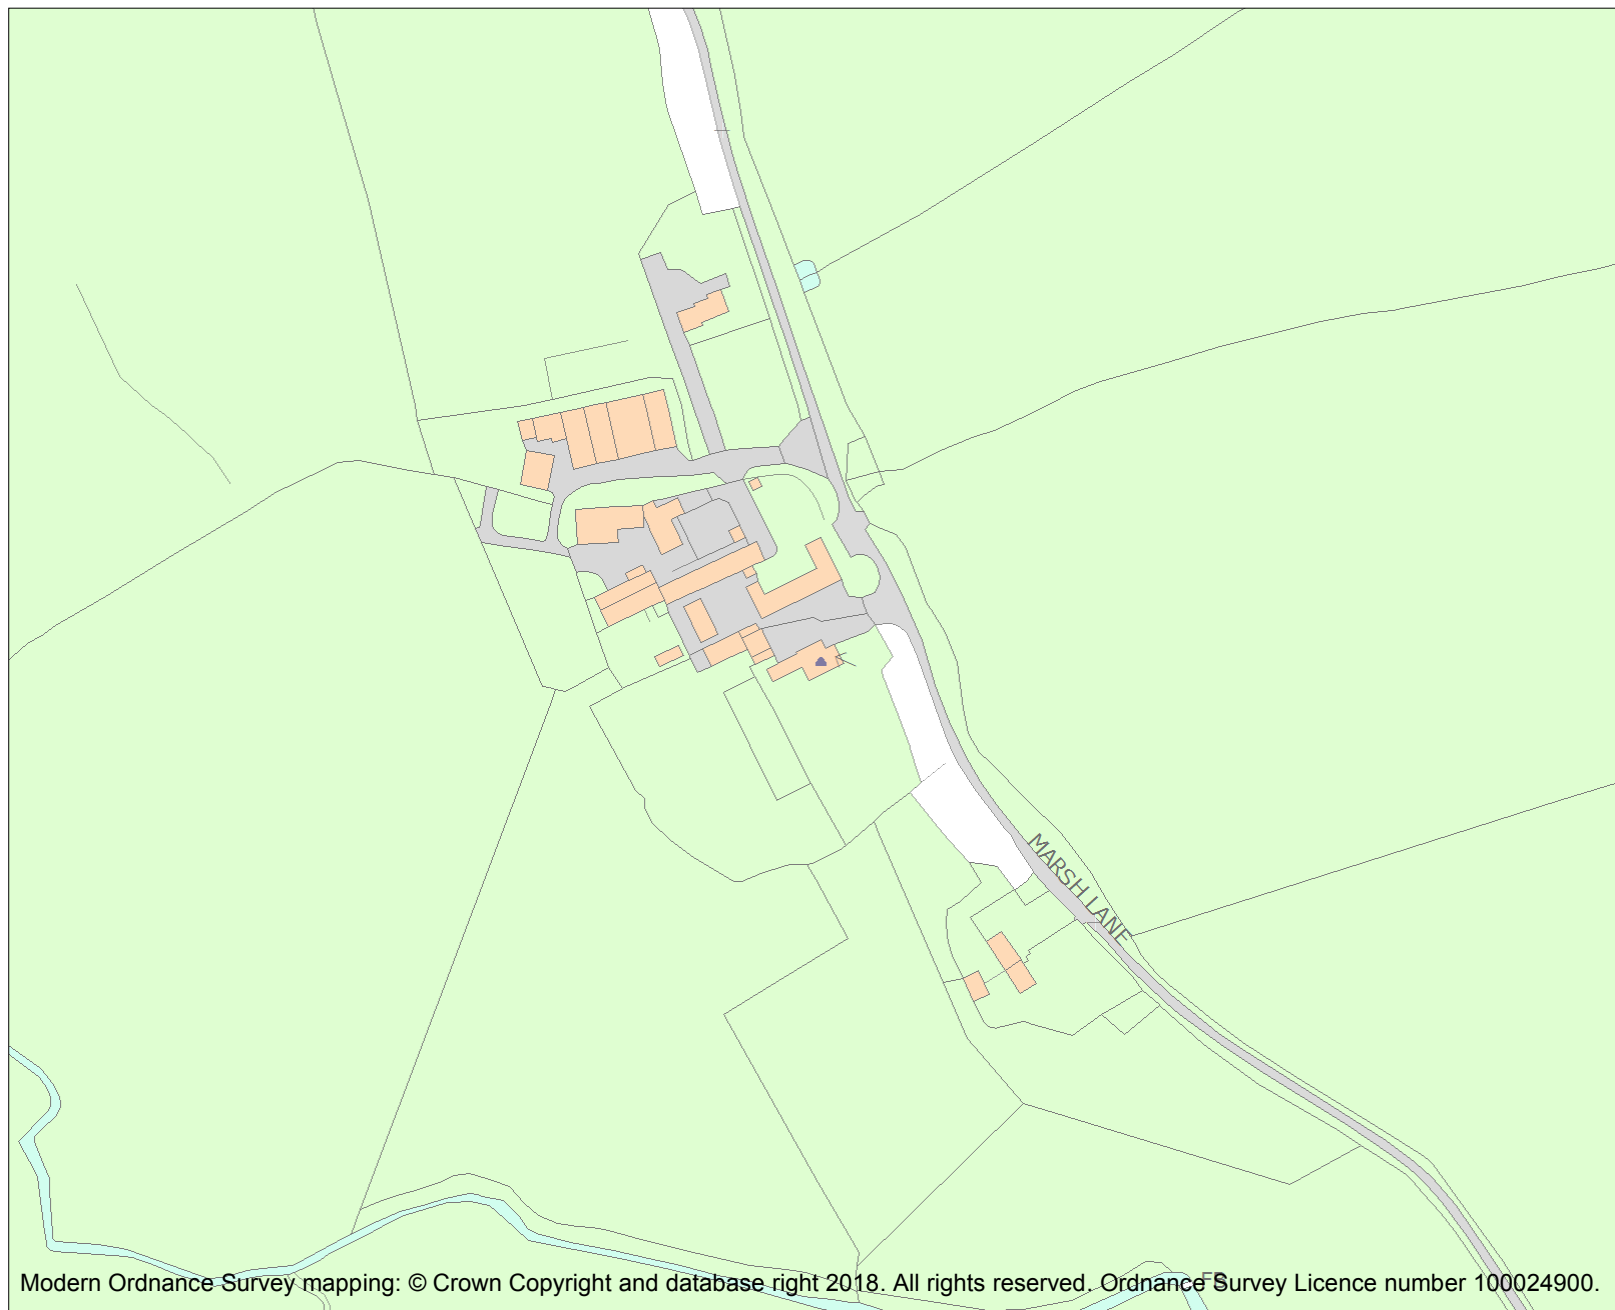 MARSH LANE
FB
Modern Ordnance Survey mapping: © Crown Copyright and database right 2018. All rights reserved. Ordnance Survey Licence number 100024900.